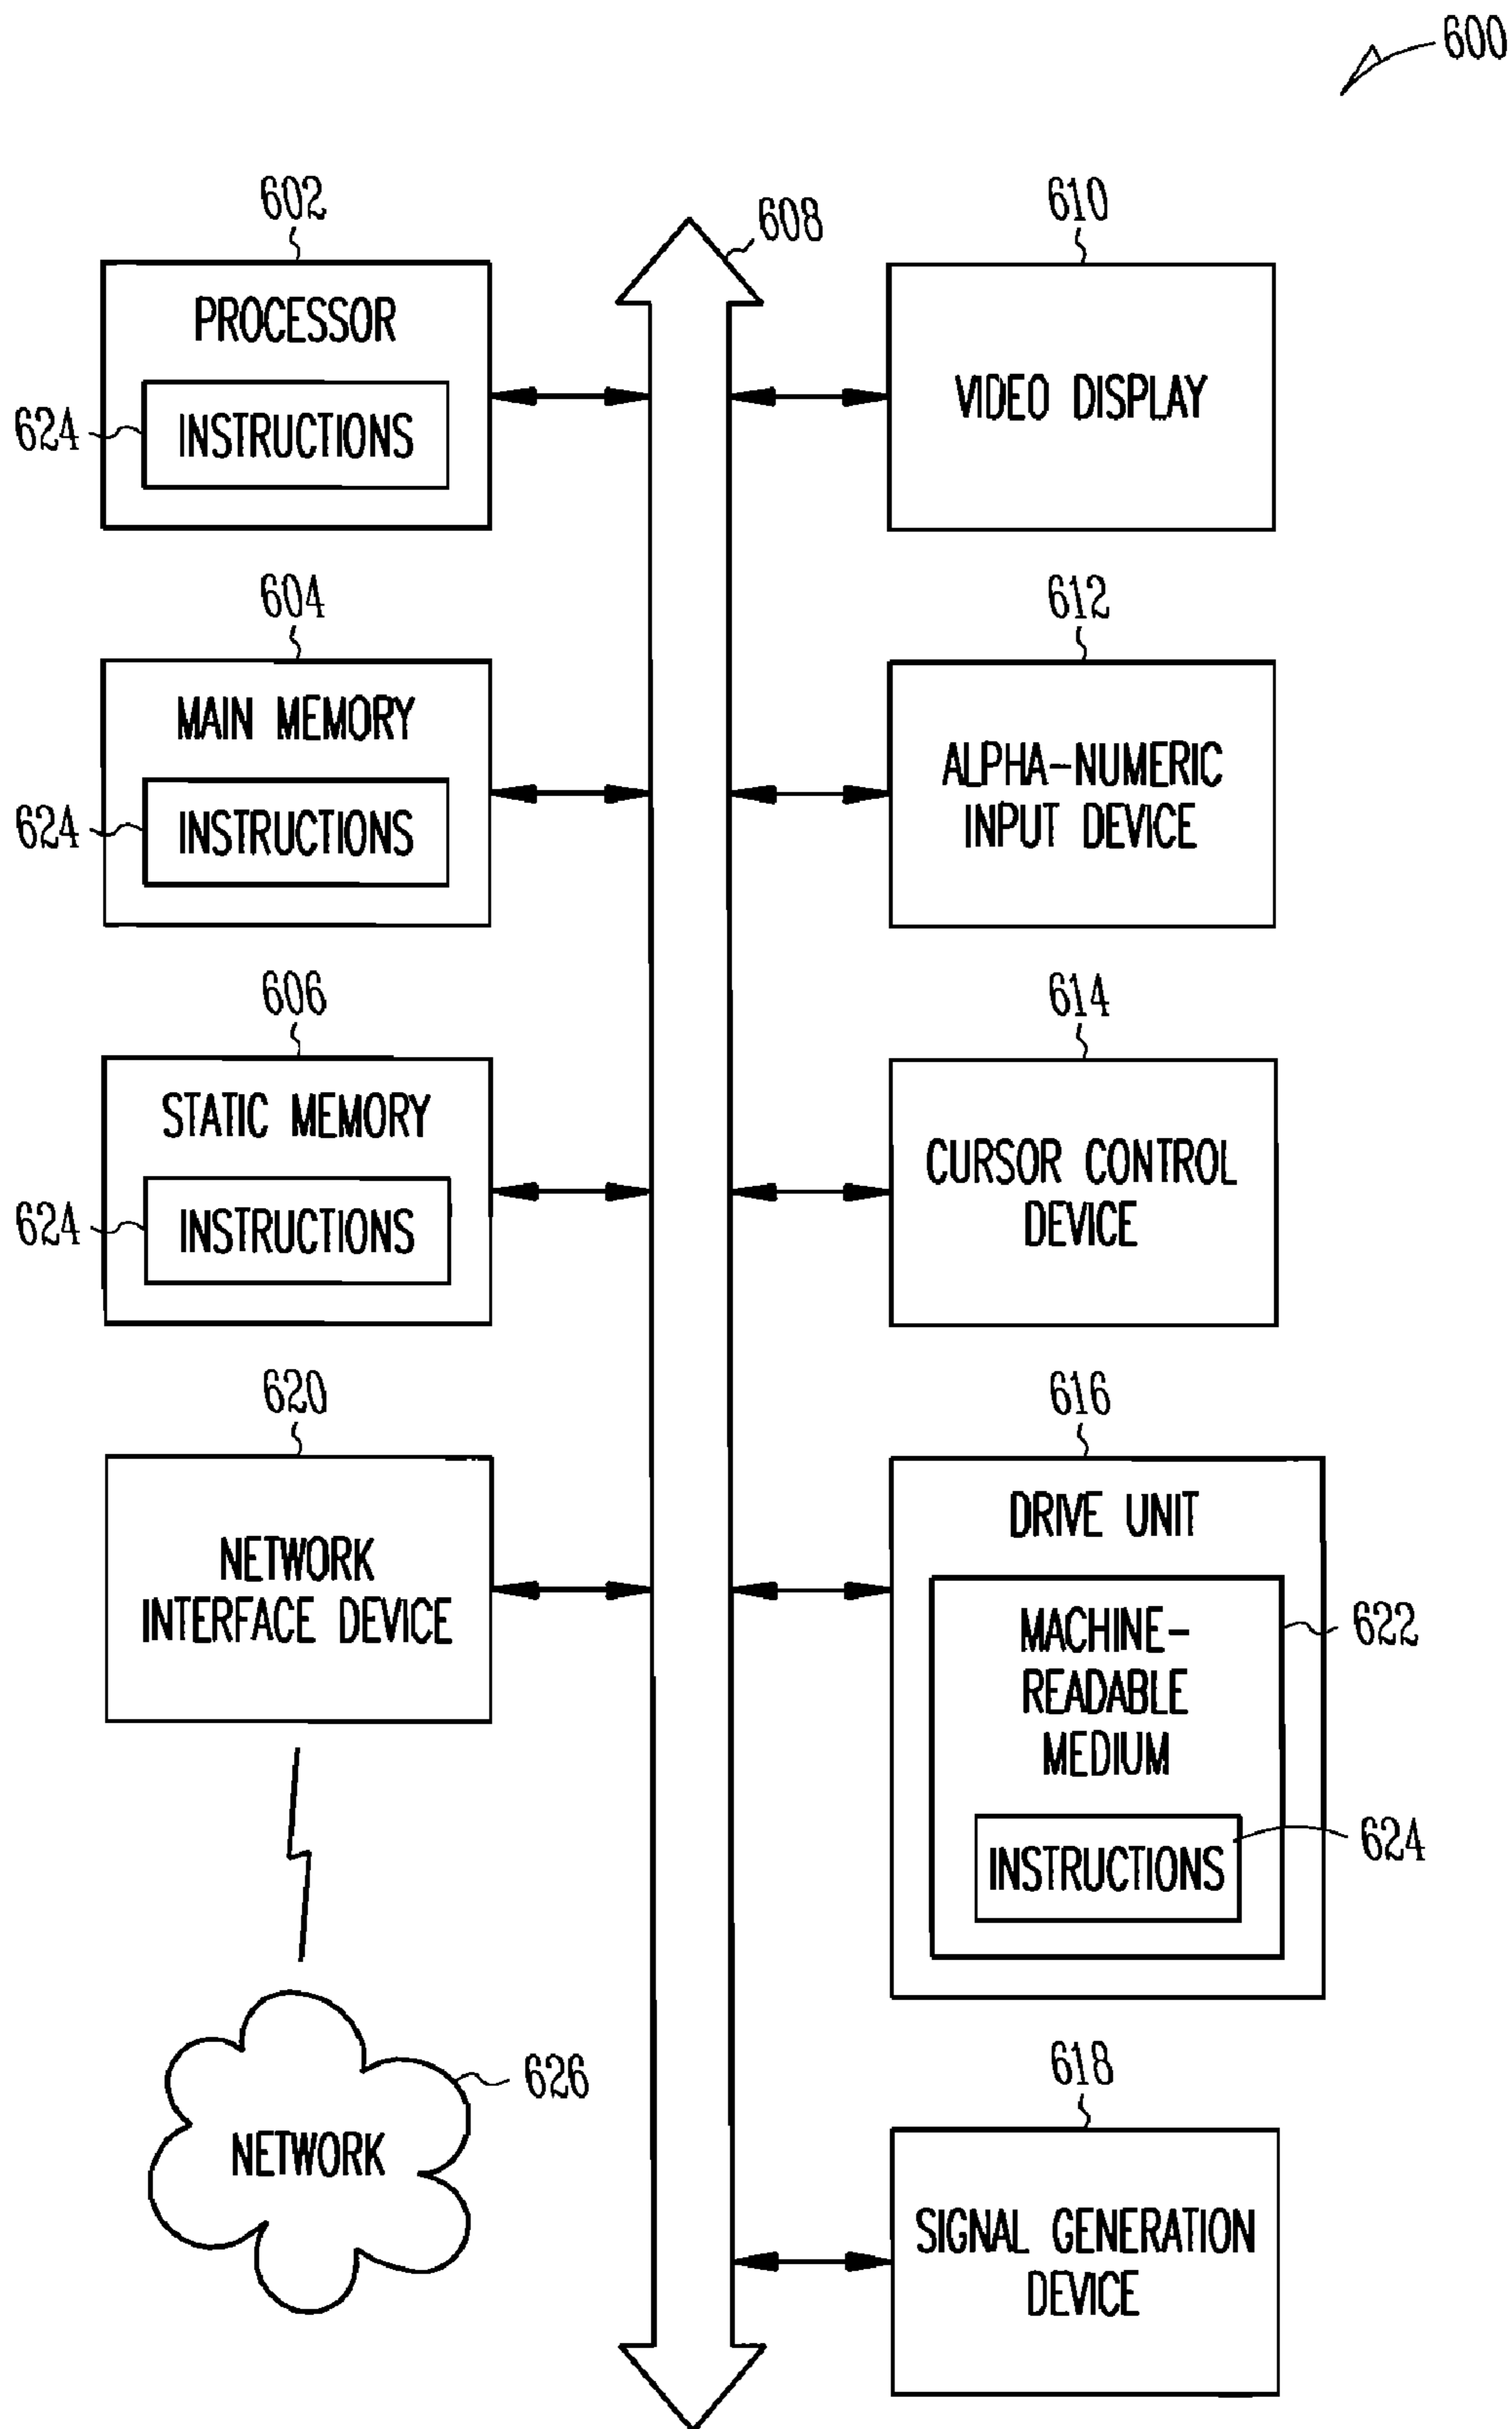 600
602
PROCESSOR
624
INSTRUCTIONS
604
MAIN MEMORY
624
INSTRUCTIONS
606
STATIC MEMORY
624
INSTRUCTIONS
620
NETWORK
INTERFACE DEVICE
626
NETWORK
608
610
VIDEO DISPLAY
612
ALPHA-NUMERIC
INPUT DEVICE
614
CURSOR CONTROL
DEVICE
616
DRIVE UNIT
622
MACHINE-
READABLE
MEDIUM
624
INSTRUCTIONS
618
SIGNAL GENERATION
DEVICE